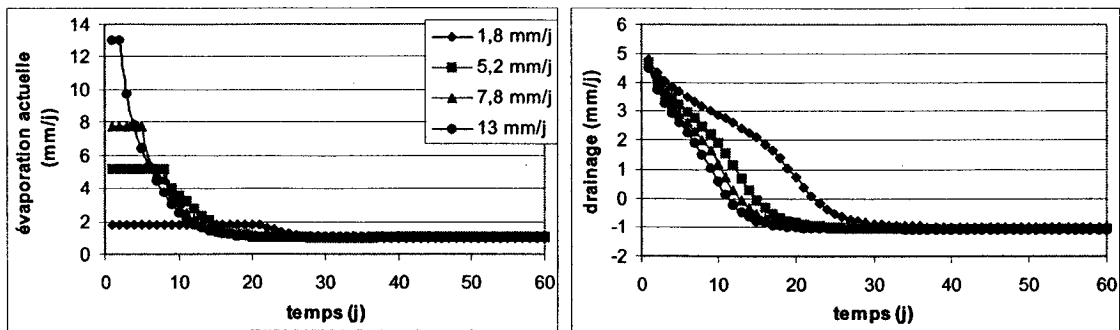 évaporation actuelle
(mm/j)
14
12
10
8
6
4
2
0
1,8 mm/j
5,2 mm/j
7,8 mm/j
13 mm/j
0 10 20 30 40 50 60
temps (j)
drainage (mm/j)
6
5
4
3
2
1
0
-1
-2
0 10 20 30 40 50 60
temps (j)